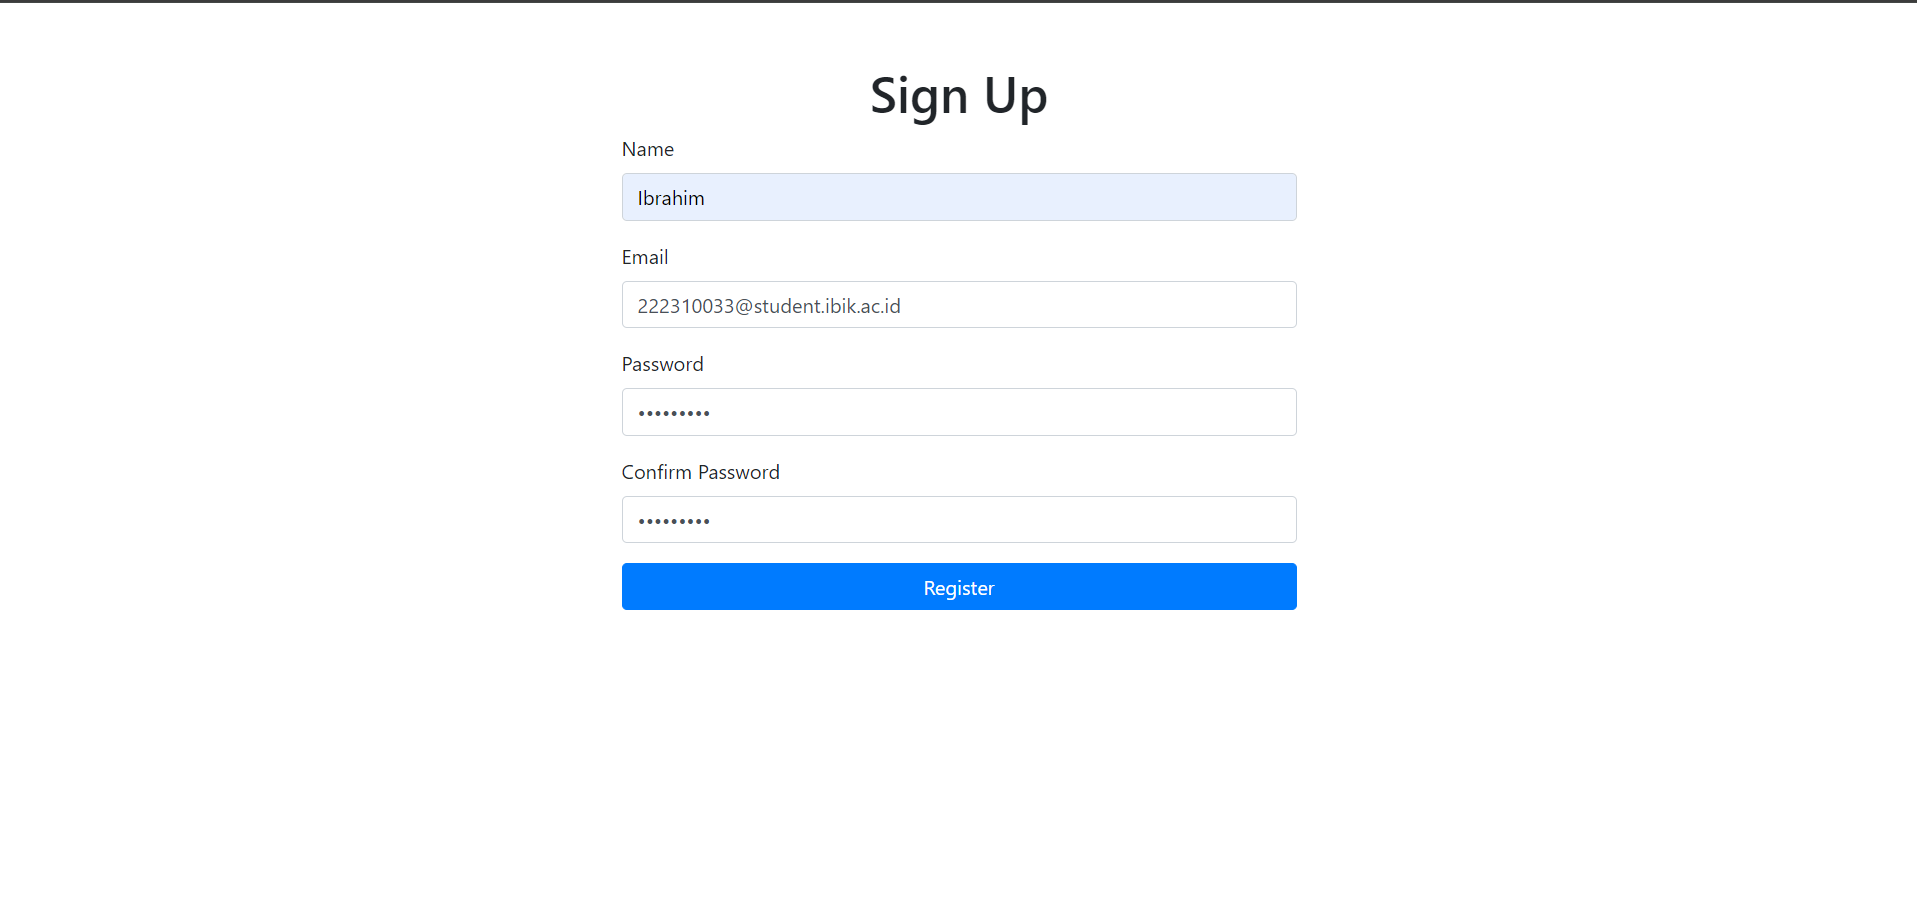 Sign Up
Name
Ibrahim
Email
222310033@student.ibik.ac.id
Password
•••••••••
Confirm Password
•••••••••
Register